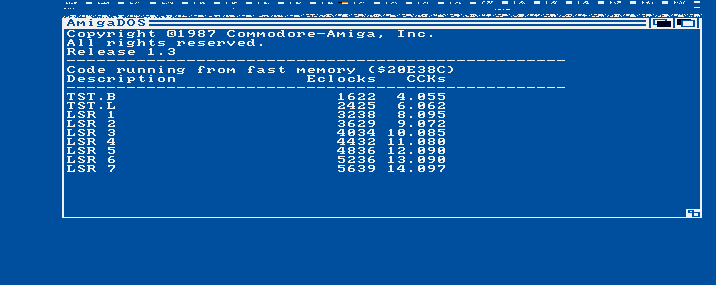 AmigaDOS
Copyright ©1987 Commodore-Amiga, Inc.
All rights reserved.
Release 1.3
--------------------------------------------------
Code running from fast memory ($20E38C)
Description Eclocks CCKs
--------------------------------------------------
TST.B 1622 4.055
TST.L 2425 6.062
LSR 1 3238 8.095
LSR 2 3629 9.072
LSR 3 4034 10.085
LSR 4 4432 11.080
LSR 5 4836 12.090
LSR 6 5236 13.090
LSR 7 5639 14.097